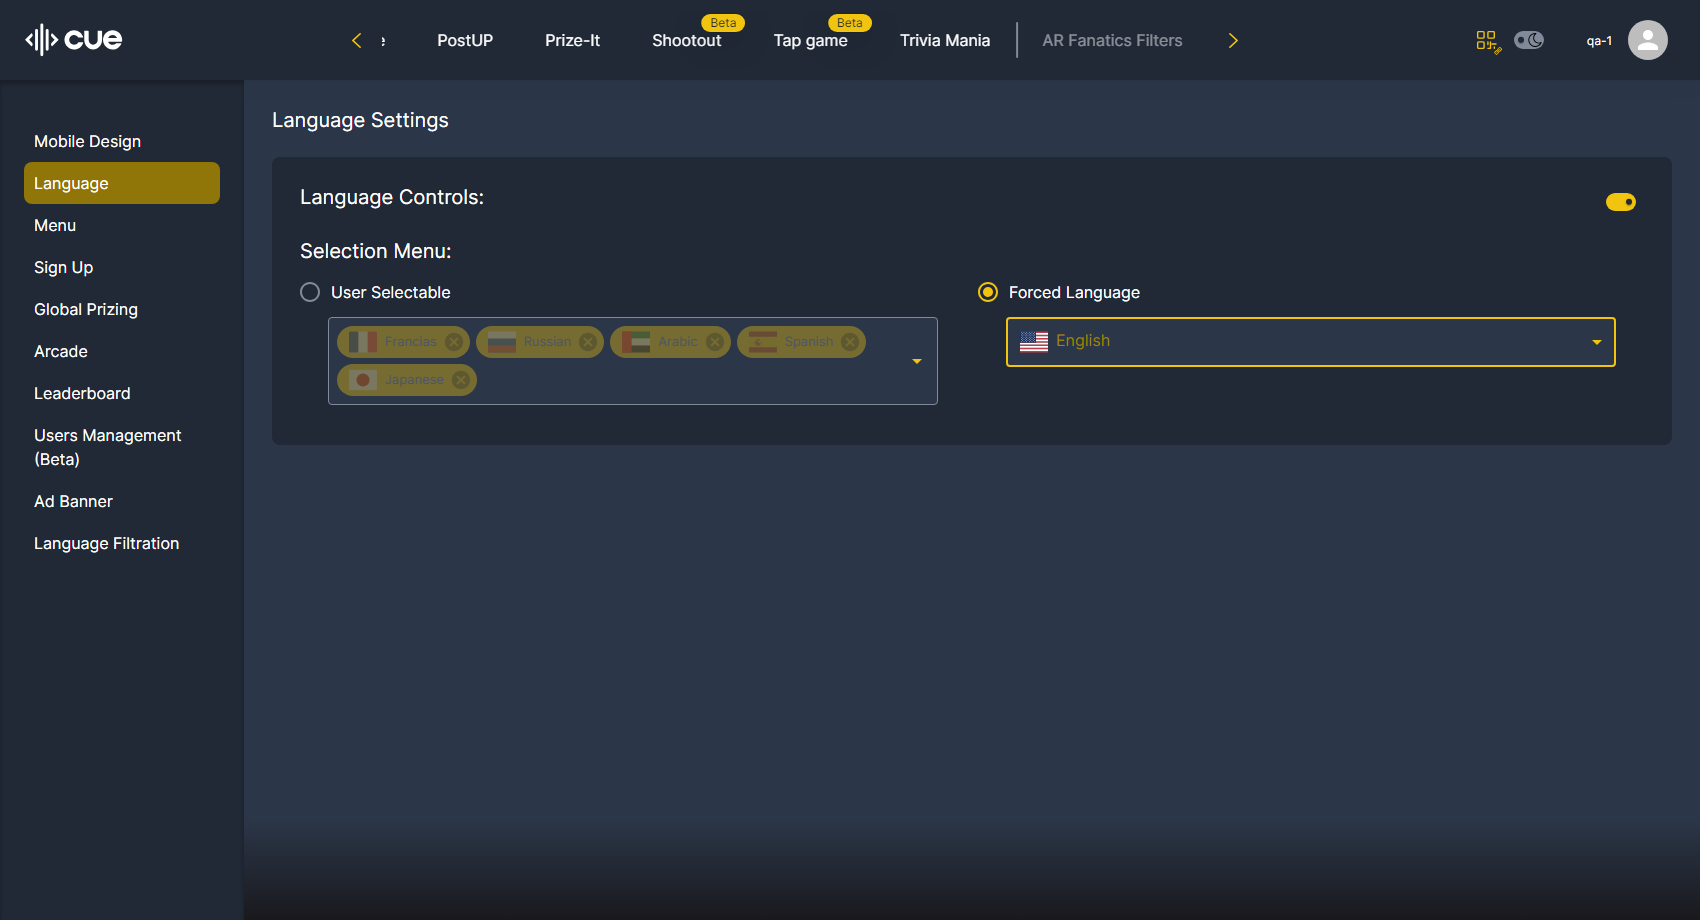 cue
PostUP
Prize-It
Shootout
Beta
Tap game
Beta
Trivia Mania
AR Fanatics Filters
qa-1
Mobile Design
Language
Menu
Sign Up
Global Prizing
Arcade
Leaderboard
Users Management
(Beta)
Ad Banner
Language Filtration
Language Settings
Language Controls:
Selection Menu:
User Selectable
Francias
Russian
Arabic
Spanish
Japanese
Forced Language
English